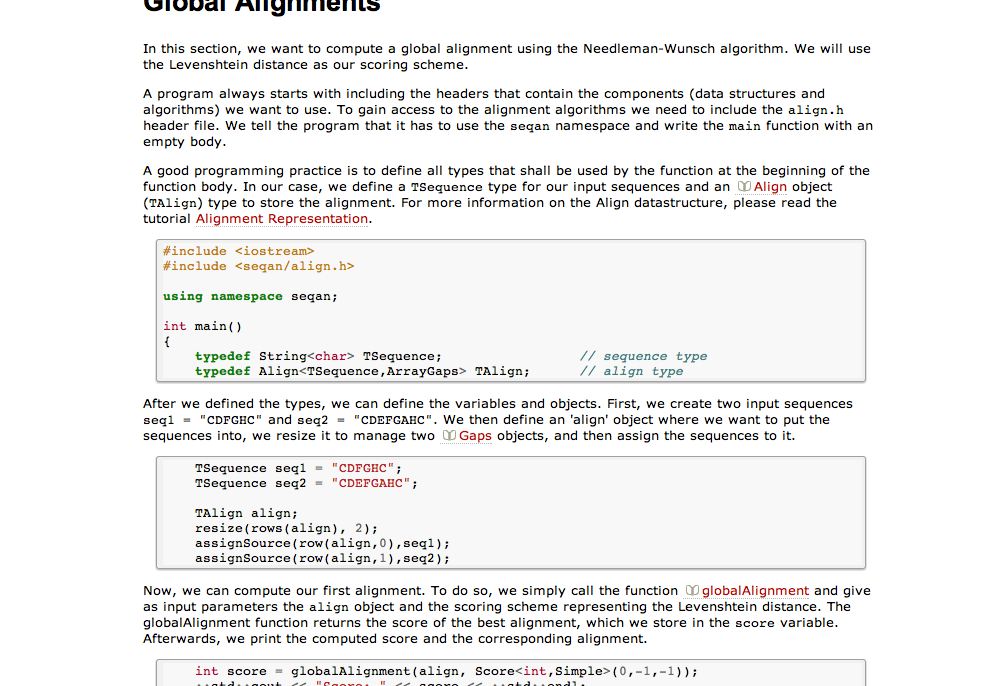 Global Alignments
In this section, we want to compute a global alignment using the Needleman-Wunsch algorithm. We will use
the Levenshtein distance as our scoring scheme.
A program always starts with including the headers that contain the components (data structures and
algorithms) we want to use. To gain access to the alignment algorithms we need to include the align.h
header file. We tell the program that it has to use the seqan namespace and write the main function with an
empty body.
A good programming practice is to define all types that shall be used by the function at the beginning of the
function body. In our case, we define a TSequence type for our input sequences and an Align object
(TAlign) type to store the alignment. For more information on the Align datastructure, please read the
tutorial Alignment Representation.
#include <iostream>
#include <seqan/align.h>
using namespace seqan;
int main()
{
typedef String<char> TSequence; // sequence type
typedef Align<TSequence,ArrayGaps> TAlign; // align type
After we defined the types, we can define the variables and objects. First, we create two input sequences
seq1 = "CDFGHC" and seq2 = "CDEFGAHC". We then define an 'align' object where we want to put the
sequences into, we resize it to manage two Gaps objects, and then assign the sequences to it.
TSequence seq1 = "CDFGHC";
TSequence seq2 = "CDEFGAHC";
TAlign align;
resize(rows(align), 2);
assignSource(row(align,0),seq1);
assignSource(row(align,1),seq2);
Now, we can compute our first alignment. To do so, we simply call the function globalAlignment and give
as input parameters the align object and the scoring scheme representing the Levenshtein distance. The
globalAlignment function returns the score of the best alignment, which we store in the score variable.
Afterwards, we print the computed score and the corresponding alignment.
int score = globalAlignment(align, Score<int,Simple>(0,-1,-1));
::std::cout << "Score: " << score << ::std::endl;